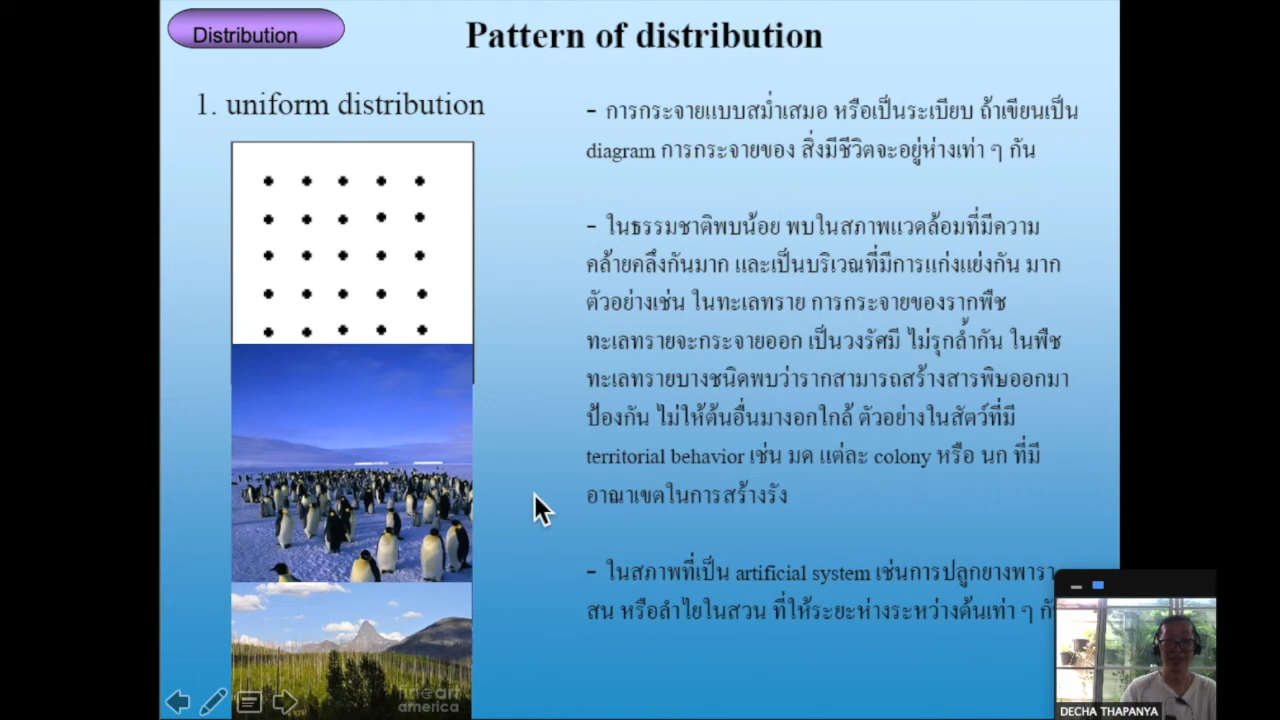 Distribution
Pattern of distribution
1. uniform distribution
- การกระจายแบบสม่ำเสมอ หรือเป็นระเบียบ ถ้าเขียนเป็น
diagram การกระจายของ สิ่งมีชีวิตจะอยู่ห่างเท่า ๆ กัน
- ในธรรมชาติพบน้อย พบในสภาพแวดล้อมที่มีความ
คล้ายคลึงกันมาก และเป็นบริเวณที่มีการแก่งแย่งกัน มาก
ตัวอย่างเช่น ในทะเลทราย การกระจายของรากพืช
ทะเลทรายจะกระจายออก เป็นวงรัศมี ไม่รุกล้ำกัน ในพืช
ทะเลทรายบางชนิดพบว่ารากสามารถสร้างสารพิษออกมา
ป้องกัน ไม่ให้ต้นอื่นมางอกใกล้ ตัวอย่างในสัตว์ที่มี
territorial behavior เช่น มด แต่ละ colony หรือ นก ที่มี
อาณาเขตในการสร้างรัง
- ในสภาพที่เป็น artificial system เช่นการปลูกยางพารา
สน หรือลำไยในสวน ที่ให้ระยะห่างระหว่างต้นเท่า ๆ
fine art
america
DECHA THAPANYA